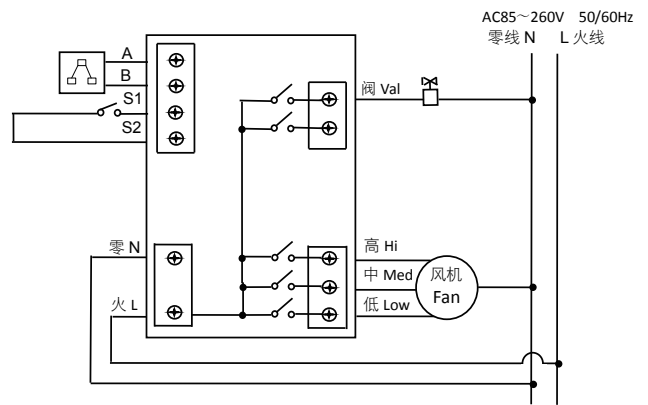 AC85～260V 50/60Hz
零线 N L 火线
A
B
S1
S2
阀 Val
零 N
火 L
高 Hi
中 Med
低 Low
风机
Fan